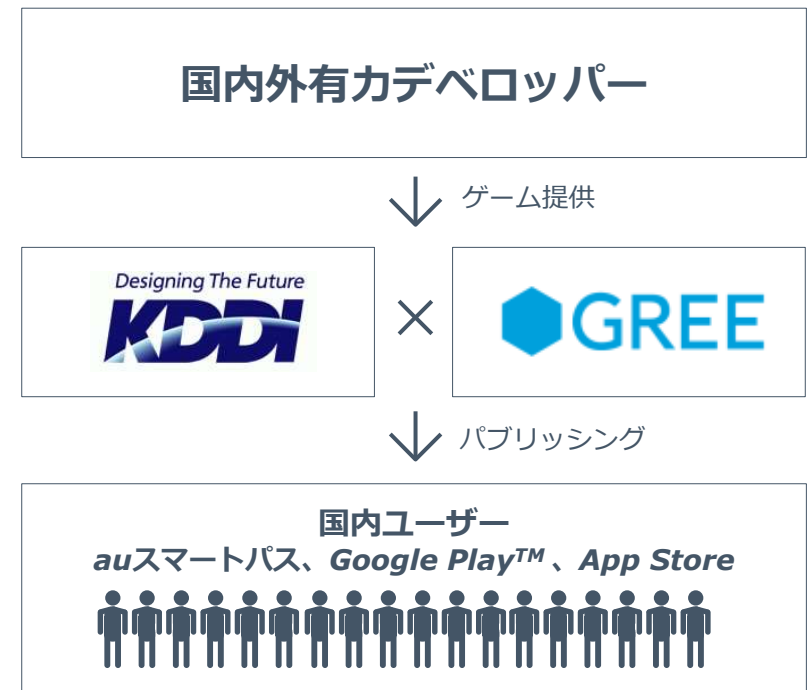 国内外有力デベロッパー
ゲーム提供
Designing The Future
KDDI
×
GREE
パブリッシング
国内ユーザー
auスマートパス、Google Play™ 、App Store